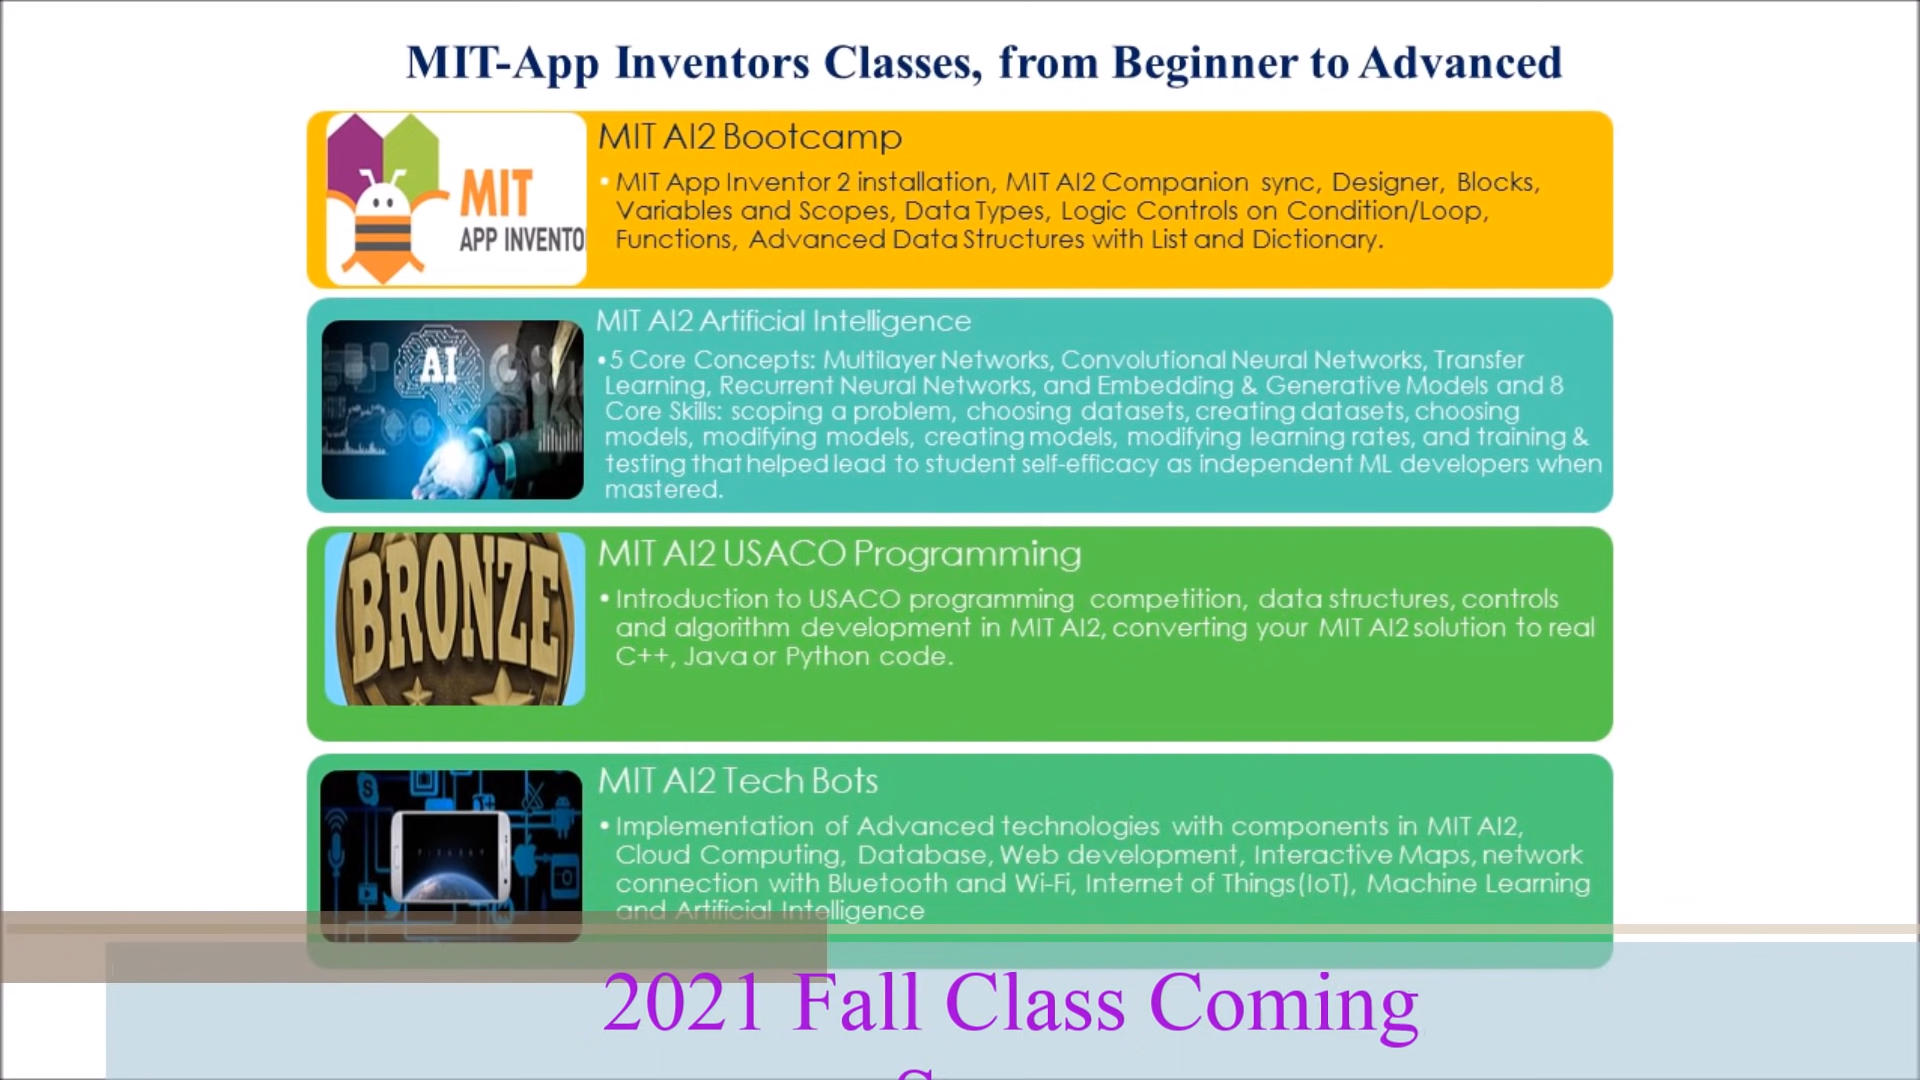 MIT-App Inventors Classes, from Beginner to Advanced
MIT
APP INVENTO
MIT AI2 Bootcamp
• MIT App Inventor 2 installation, MIT AI2 Companion sync, Designer, Blocks,
Variables and Scopes, Data Types, Logic Controls on Condition/Loop,
Functions, Advanced Data Structures with List and Dictionary.
AI
MIT AI2 Artificial Intelligence
• 5 Core Concepts: Multilayer Networks, Convolutional Neural Networks, Transfer
Learning, Recurrent Neural Networks, and Embedding & Generative Models and 8
Core Skills: scoping a problem, choosing datasets, creating datasets, choosing
models, modifying models, creating models, modifying learning rates, and training &
testing that helped lead to student self-efficacy as independent ML developers when
mastered.
BRONZE
MIT AI2 USACO Programming
• Introduction to USACO programming competition, data structures, controls
and algorithm development in MIT AI2, converting your MIT AI2 solution to real
C++, Java or Python code.
MIT AI2 Tech Bots
• Implementation of Advanced technologies with components in MIT AI2,
Cloud Computing, Database, Web development, Interactive Maps, network
connection with Bluetooth and Wi-Fi, Internet of Things(IoT), Machine Learning
and Artificial Intelligence
2021 Fall Class Coming